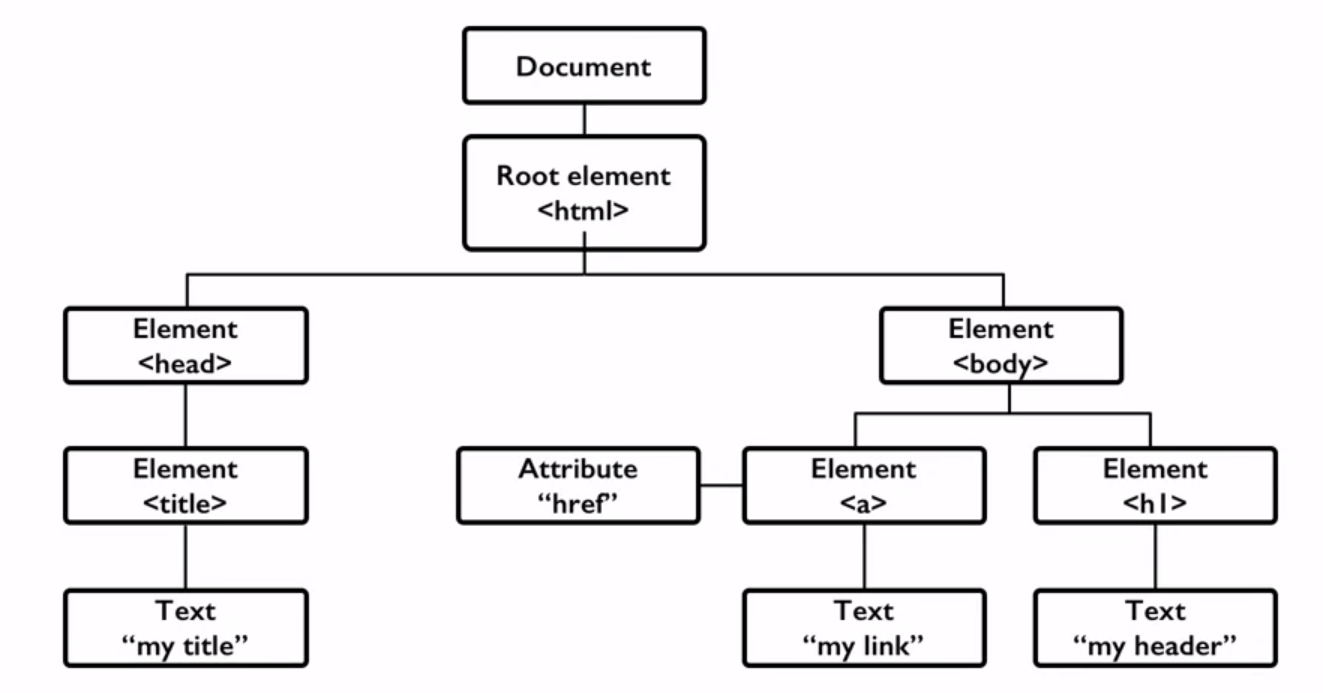 Document
Root element
<html>
Element
<head>
Element
<body>
Element
<title>
Attribute
“href”
Element
<a>
Element
<h1>
Text
“my title”
Text
“my link”
Text
“my header”